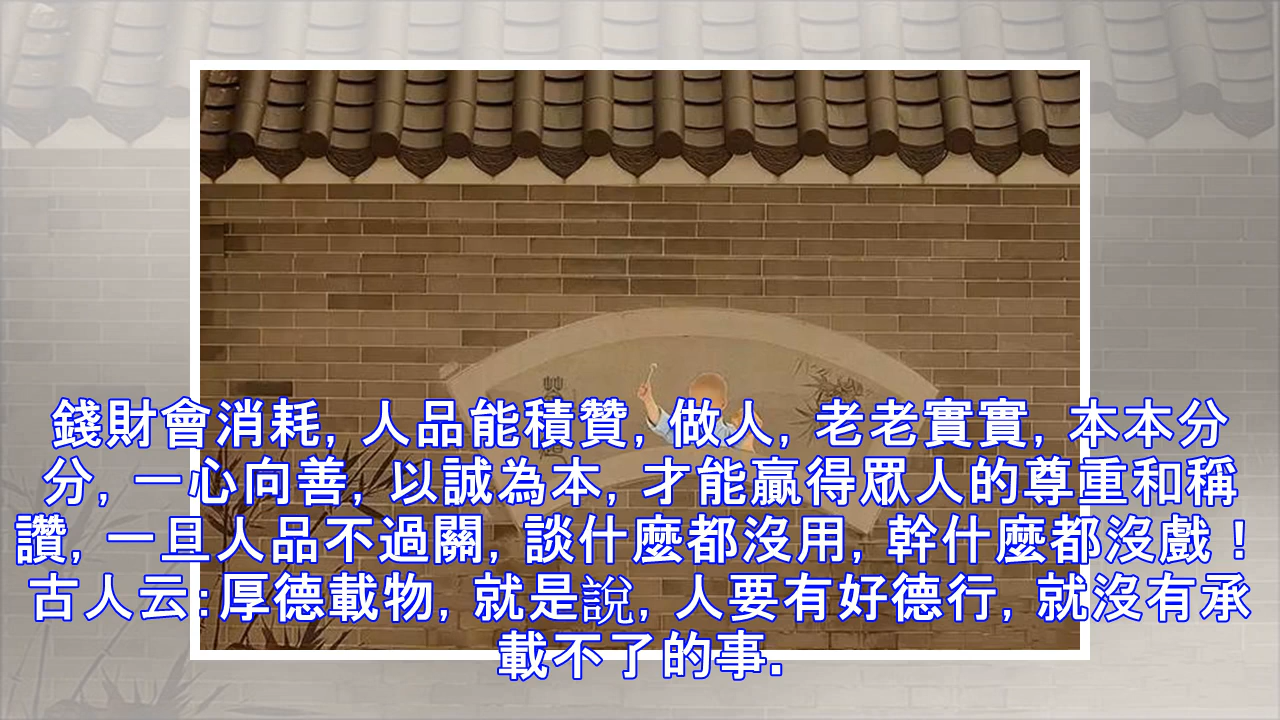 錢財會消耗, 人品能積贊, 做人, 老老實實, 本本分
分, 一心向善, 以誠為本, 才能贏得眾人的尊重和稱
讚, 一旦人品不過關, 談什麼都沒用, 幹什麼都沒戲！
古人云:厚德載物, 就是說, 人要有好德行, 就沒有承
載不了的事.